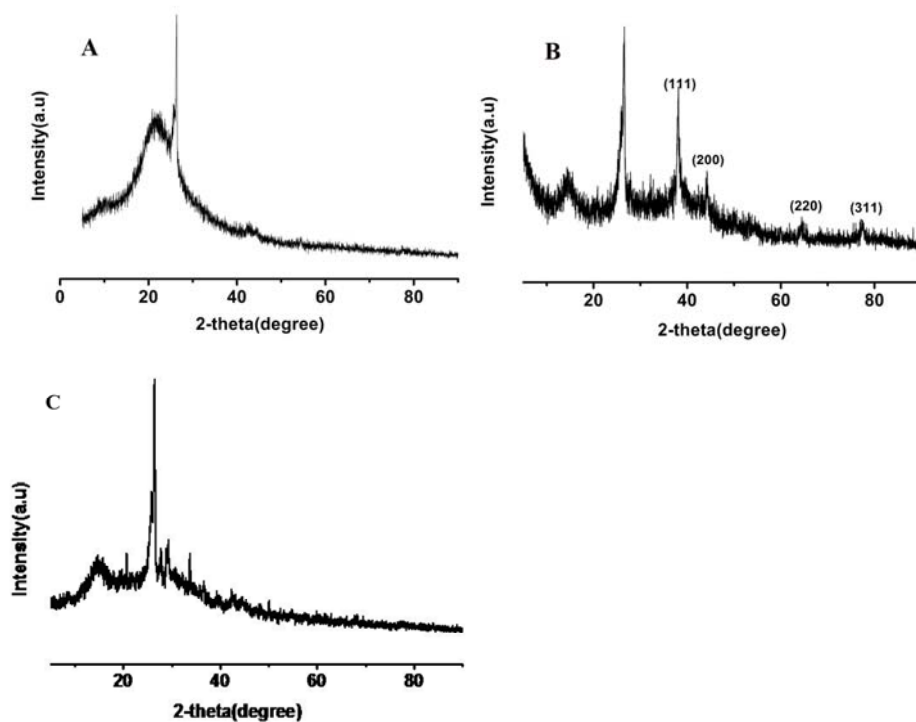 A
Intensity(a.u)
0 20 40 60 80
2-theta(degree)
B
(111)
(200)
(220) (311)
Intensity(a.u)
20 40 60 80
2-theta(degree)
C
Intensity(a.u)
20 40 60 80
2-theta(degree)